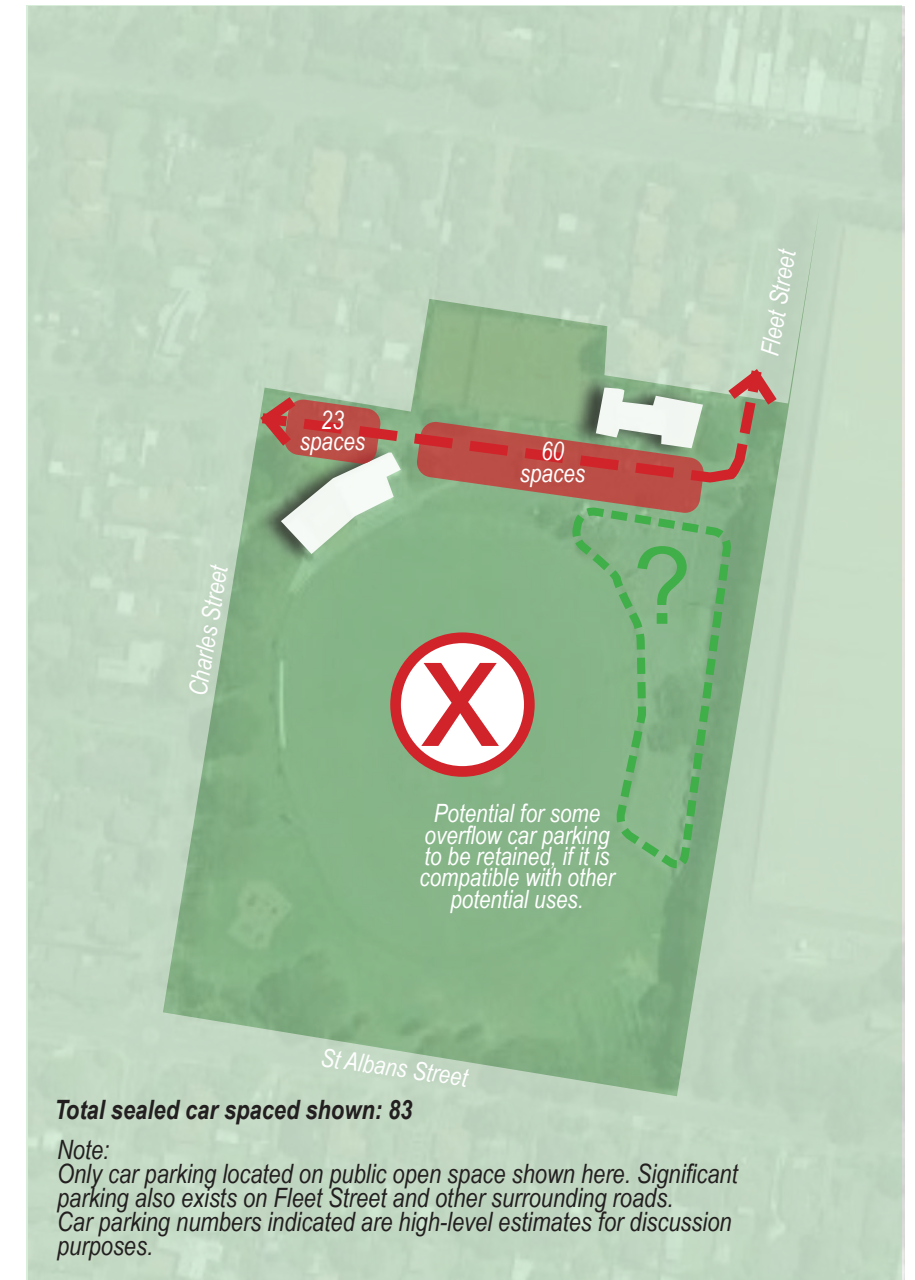 Fleet Street
23
spaces
60
spaces
?
Charles Street
X
Potential for some
overflow car parking
to be retained, if it is
compatible with other
potential uses.
St Albans Street
Total sealed car spaced shown: 83
Note:
Only car parking located on public open space shown here. Significant
parking also exists on Fleet Street and other surrounding roads.
Car parking numbers indicated are high-level estimates for discussion
purposes.